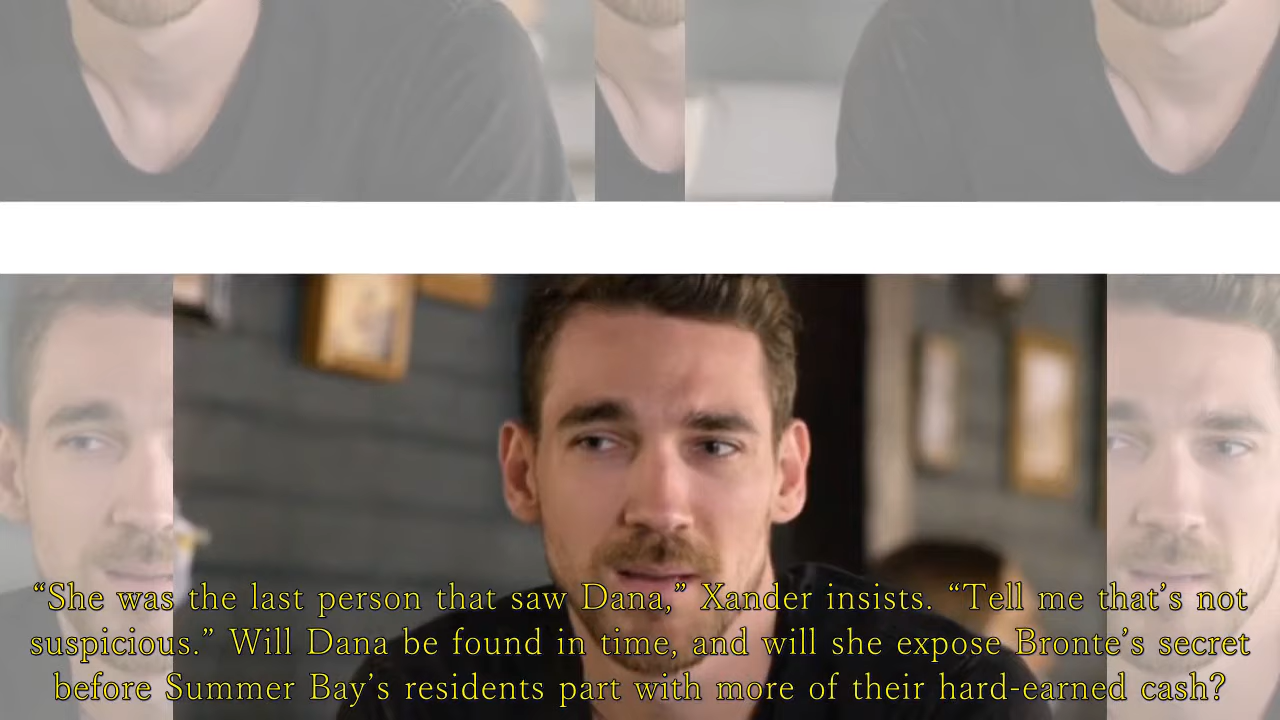 “She was the last person that saw Dana,” Xander insists. “Tell me that’s not
suspicious.” Will Dana be found in time, and will she expose Bronte’s secret
before Summer Bay’s residents part with more of their hard-earned cash?